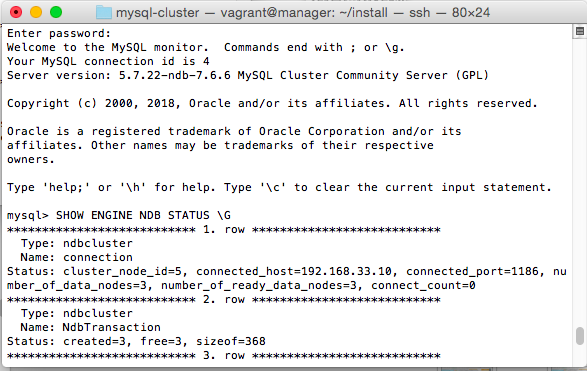 mysql-cluster — vagrant@manager: ~/install — ssh — 80×24
Enter password:
Welcome to the MySQL monitor.  Commands end with ; or \g.
Your MySQL connection id is 4
Server version: 5.7.22-ndb-7.6.6 MySQL Cluster Community Server (GPL)
Copyright (c) 2000, 2018, Oracle and/or its affiliates. All rights reserved.
Oracle is a registered trademark of Oracle Corporation and/or its
affiliates. Other names may be trademarks of their respective
owners.
Type 'help;' or '\h' for help. Type '\c' to clear the current input statement.
mysql> SHOW ENGINE NDB STATUS \G
*************************** 1. row ***************************
  Type: ndbcluster
  Name: connection
Status: cluster_node_id=5, connected_host=192.168.33.10, connected_port=1186, nu
mber_of_data_nodes=3, number_of_ready_data_nodes=3, connect_count=0
*************************** 2. row ***************************
  Type: ndbcluster
  Name: NdbTransaction
Status: created=3, free=3, sizeof=368
*************************** 3. row ***************************